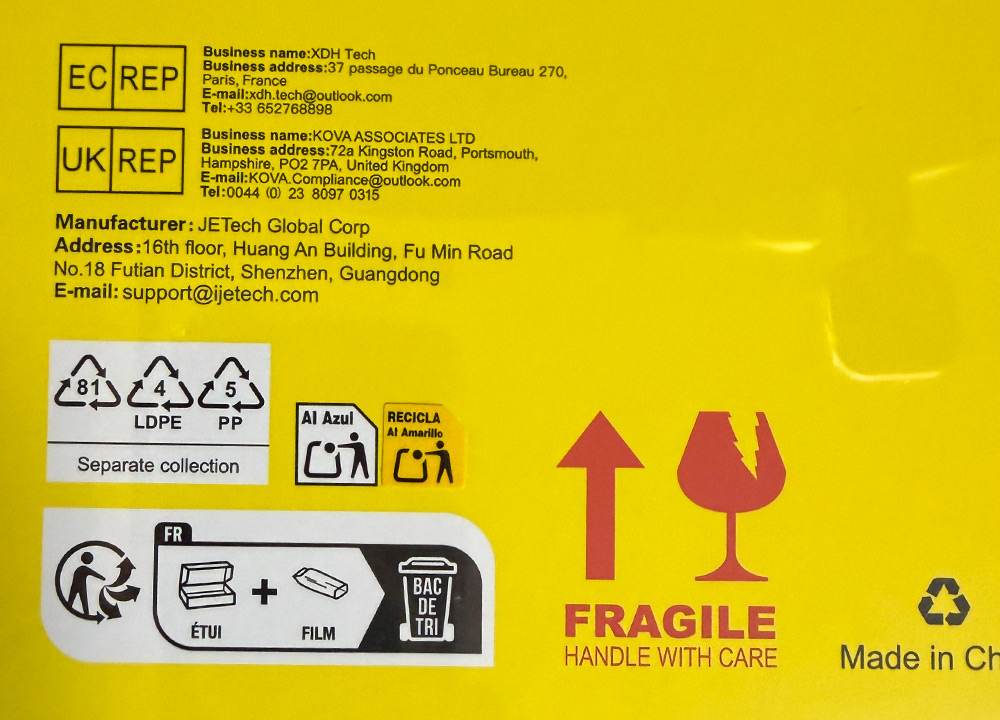 EC REP
Business name:XDH Tech
Business address:37 passage du Ponceau Bureau 270,
Paris, France
E-mail:xdh.tech@outlook.com
Tel:+33 652768898
UK REP
Business name:KOVA ASSOCIATES LTD
Business address:72a Kingston Road, Portsmouth,
Hampshire, PO2 7PA, United Kingdom
E-mail:KOVA.Compliance@outlook.com
Tel:0044 (0) 23 8097 0315
Manufacturer: JETech Global Corp
Address:16th floor, Huang An Building, Fu Min Road
No.18 Futian District, Shenzhen, Guangdong
E-mail: support@ijetech.com
81 4 5
LDPE PP
Separate collection
Al Azul
RECICLA
Al Amarillo
FR
ÉTUI + FILM
BAC
DE
TRI
FRAGILE
HANDLE WITH CARE
Made in Ch